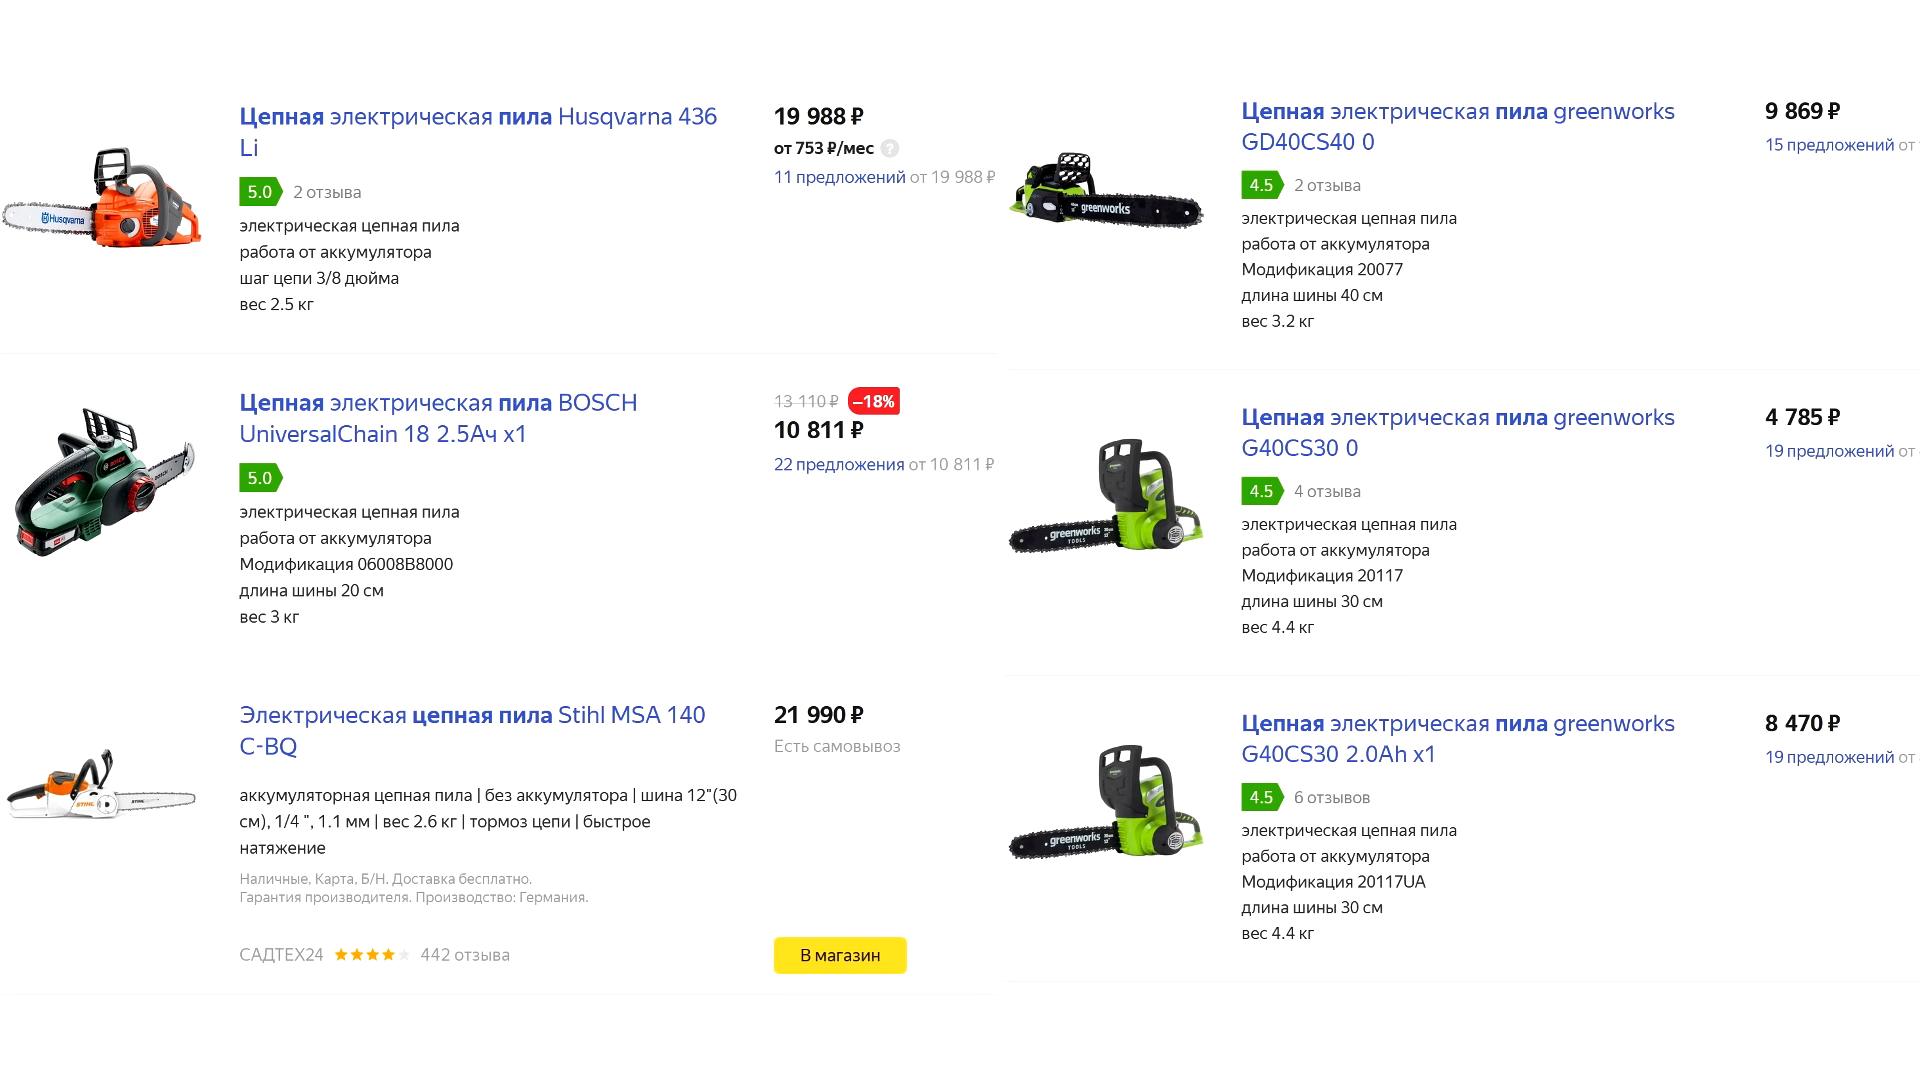 Цепная электрическая пила Husqvarna 436
Li
19 988 ₽
от 753 ₽/мес ?
11 предложений от 19 988 ₽
5.0 2 отзыва
электрическая цепная пила
работа от аккумулятора
шаг цепи 3/8 дюйма
вес 2.5 кг
Husqvarna
Цепная электрическая пила BOSCH
UniversalChain 18 2.5Ач x1
13 110 ₽ –18%
10 811 ₽
22 предложения от 10 811 ₽
5.0
электрическая цепная пила
работа от аккумулятора
Модификация 06008B8000
длина шины 20 см
вес 3 кг
BOSCH
Электрическая цепная пила Stihl MSA 140
C-BQ
21 990 ₽
Есть самовывоз
аккумуляторная цепная пила | без аккумулятора | шина 12"(30
см), 1/4 ", 1.1 мм | вес 2.6 кг | тормоз цепи | быстрое
натяжение
Наличные, Карта, Б/Н. Доставка бесплатно.
Гарантия производителя. Производство: Германия.
САДТЕХ24 442 отзыва
В магазин
STIHL
Цепная электрическая пила greenworks
GD40CS40 0
9 869 ₽
15 предложений от
4.5 2 отзыва
электрическая цепная пила
работа от аккумулятора
Модификация 20077
длина шины 40 см
вес 3.2 кг
greenworks
Цепная электрическая пила greenworks
G40CS30 0
4 785 ₽
19 предложений от
4.5 4 отзыва
электрическая цепная пила
работа от аккумулятора
Модификация 20117
длина шины 30 см
вес 4.4 кг
greenworks
TOOLS
Цепная электрическая пила greenworks
G40CS30 2.0Ah x1
8 470 ₽
19 предложений от
4.5 6 отзывов
электрическая цепная пила
работа от аккумулятора
Модификация 20117UA
длина шины 30 см
вес 4.4 кг
greenworks
TOOLS